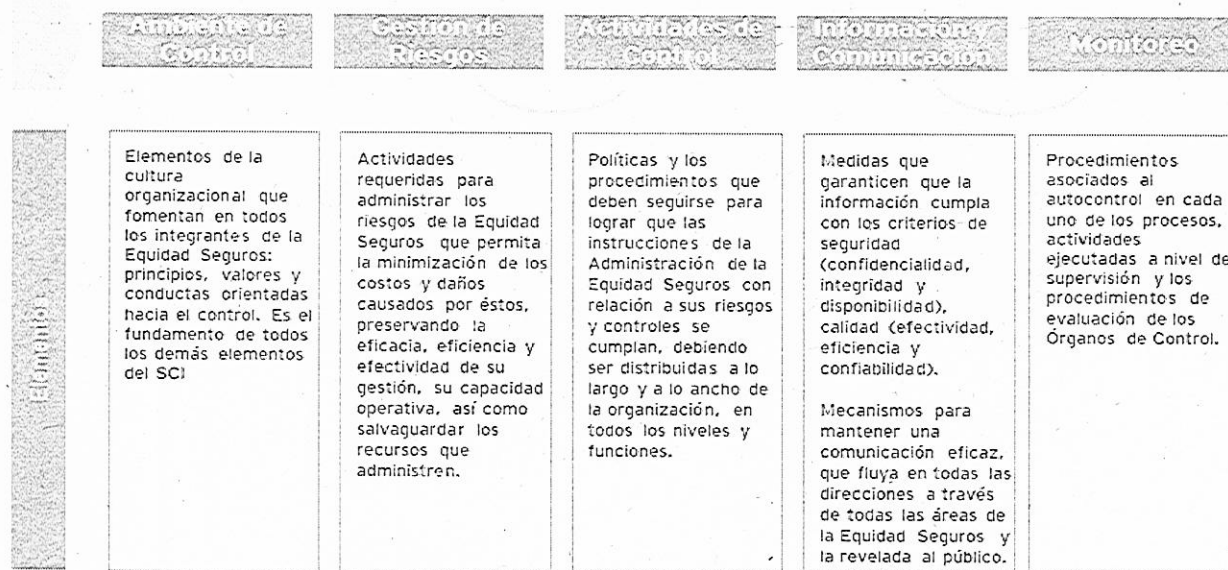 Ambiente de
Control
Gestión de
Riesgos
Actividades de
Control
Información y
Comunicación
Monitoreo
Elementos
Elementos de la
cultura
organizacional que
fomentan en todos
los integrantes de la
Equidad Seguros:
principios, valores y
conductas orientadas
hacia el control. Es el
fundamento de todos
los demás elementos
del SCI
Actividades
requeridas para
administrar los
riesgos de la Equidad
Seguros que permita
la minimización de los
costos y daños
causados por éstos,
preservando la
eficacia, eficiencia y
efectividad de su
gestión, su capacidad
operativa, así como
salvaguardar los
recursos que
administren.
Políticas y los
procedimientos que
deben seguirse para
lograr que las
instrucciones de la
Administración de la
Equidad Seguros con
relación a sus riesgos
y controles se
cumplan, debiendo
ser distribuidas a lo
largo y a lo ancho de
la organización, en
todos los niveles y
funciones.
Medidas que
garanticen que la
información cumpla
con los criterios de
seguridad
(confidencialidad,
integridad y
disponibilidad),
calidad (efectividad,
eficiencia y
confiabilidad).
Mecanismos para
mantener una
comunicación eficaz,
que fluya en todas las
direcciones a través
de todas las áreas de
la Equidad Seguros y
la revelada al público.
Procedimientos
asociados al
autocontrol en cada
uno de los procesos,
actividades
ejecutadas a nivel de
supervisión y los
procedimientos de
evaluación de los
Órganos de Control.